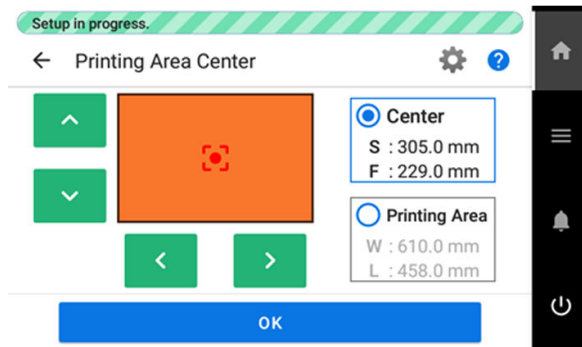 Setup in progress.
Printing Area Center
Center
S : 305.0 mm
F : 229.0 mm
Printing Area
W : 610.0 mm
L : 458.0 mm
OK